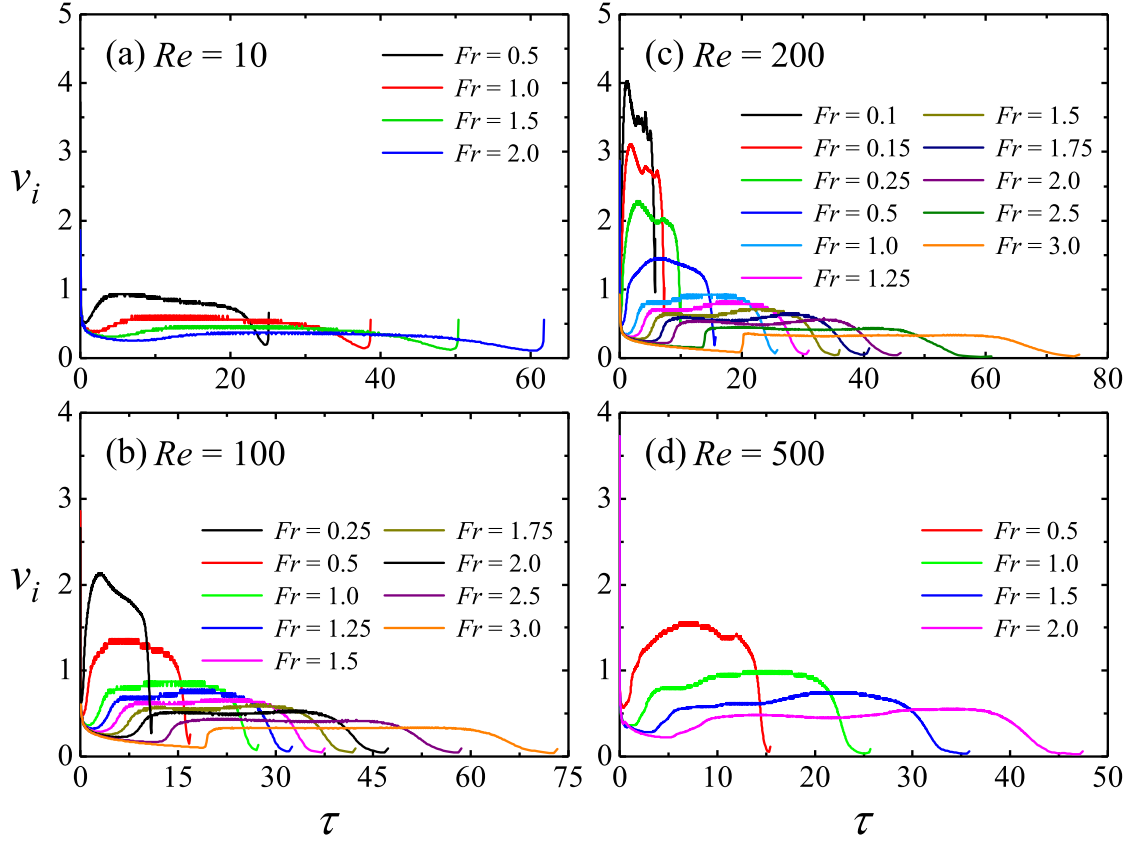 (a) Re = 10
Fr = 0.5
Fr = 1.0
Fr = 1.5
Fr = 2.0
5
4
3
2
1
0
0 20 40 60
v_i
(c) Re = 200
Fr = 0.1
Fr = 0.15
Fr = 0.25
Fr = 0.5
Fr = 1.0
Fr = 1.25
Fr = 1.5
Fr = 1.75
Fr = 2.0
Fr = 2.5
Fr = 3.0
5
4
3
2
1
0
0 20 40 60 80
(b) Re = 100
Fr = 0.25
Fr = 0.5
Fr = 1.0
Fr = 1.25
Fr = 1.5
Fr = 1.75
Fr = 2.0
Fr = 2.5
Fr = 3.0
4
3
2
1
0
0 15 30 45 60 75
v_i
τ
(d) Re = 500
Fr = 0.5
Fr = 1.0
Fr = 1.5
Fr = 2.0
4
3
2
1
0
0 10 20 30 40 50
τ